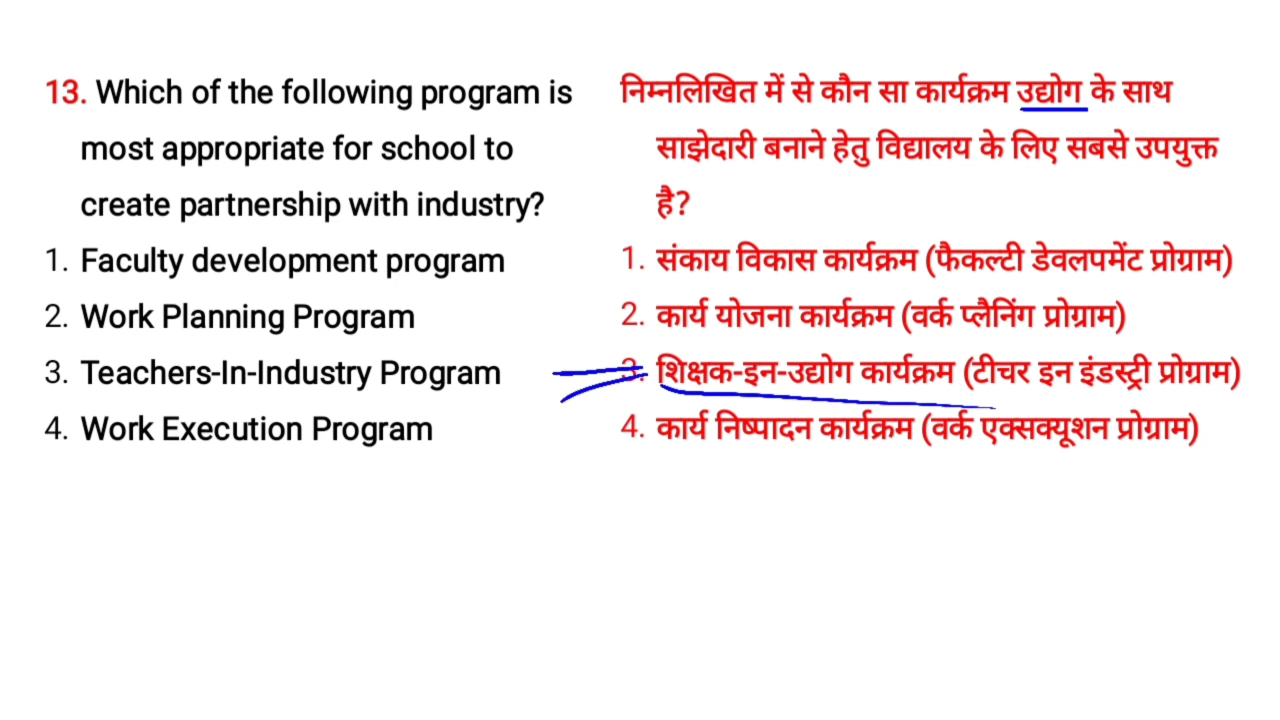 13. Which of the following program is
most appropriate for school to
create partnership with industry?
1. Faculty development program
2. Work Planning Program
3. Teachers-In-Industry Program
4. Work Execution Program
निम्नलिखित में से कौन सा कार्यक्रम उद्योग के साथ
साझेदारी बनाने हेतु विद्यालय के लिए सबसे उपयुक्त
है?
1. संकाय विकास कार्यक्रम (फैकल्टी डेवलपमेंट प्रोग्राम)
2. कार्य योजना कार्यक्रम (वर्क प्लैनिंग प्रोग्राम)
3. शिक्षक-इन-उद्योग कार्यक्रम (टीचर इन इंडस्ट्री प्रोग्राम)
4. कार्य निष्पादन कार्यक्रम (वर्क एक्सक्यूशन प्रोग्राम)